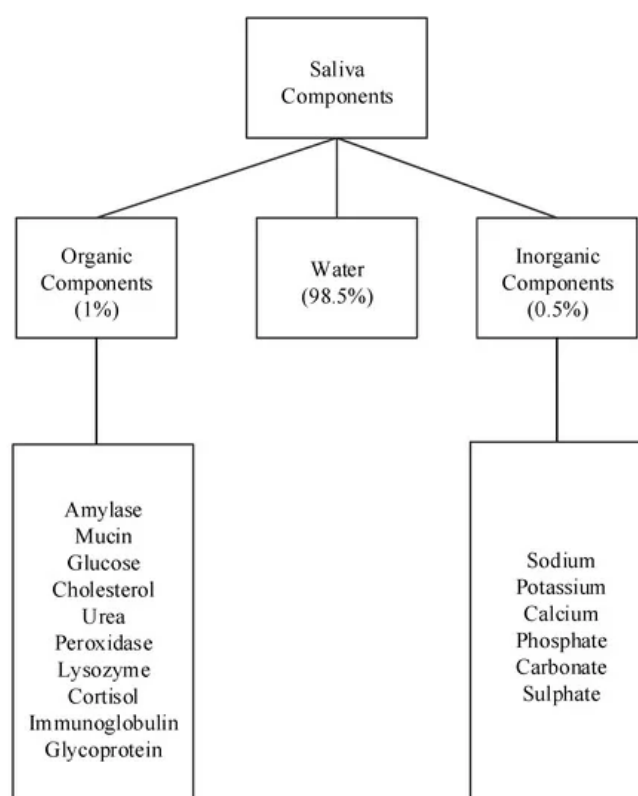 Saliva
Components
Organic
Components
(1%)
Water
(98.5%)
Inorganic
Components
(0.5%)
Amylase
Mucin
Glucose
Cholesterol
Urea
Peroxidase
Lysozyme
Cortisol
Immunoglobulin
Glycoprotein
Sodium
Potassium
Calcium
Phosphate
Carbonate
Sulphate